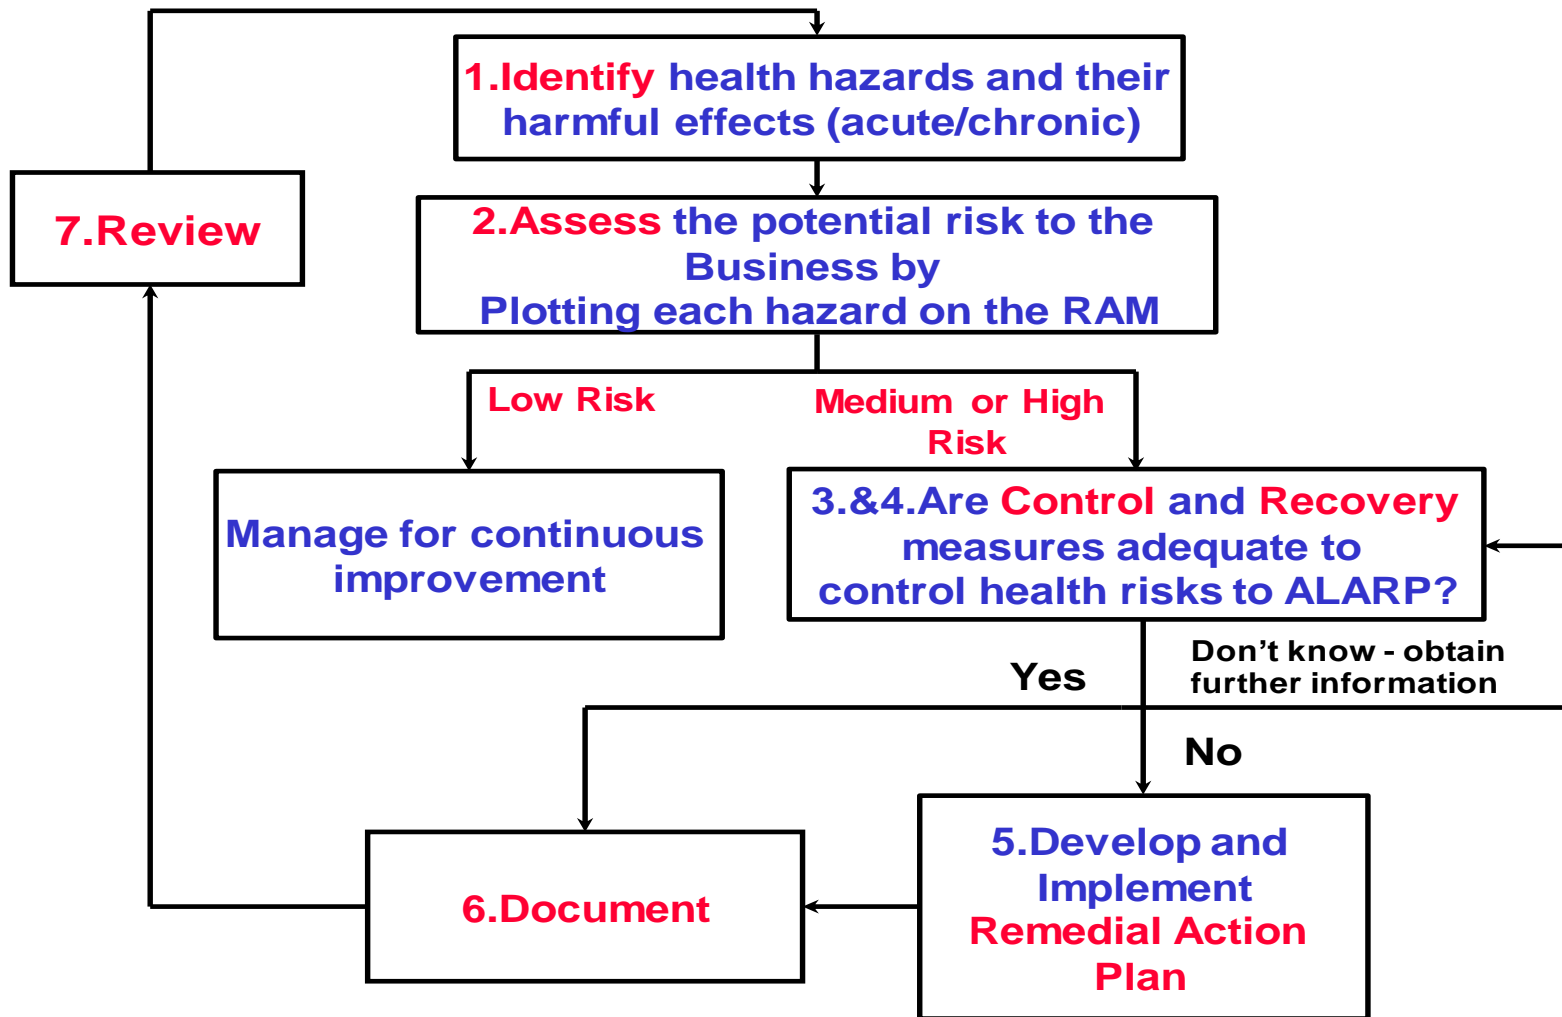 1.Identify health hazards and their
harmful effects (acute/chronic)
7.Review
2.Assess the potential risk to the
Business by
Plotting each hazard on the RAM
Low Risk
Medium or High
Risk
Manage for continuous
improvement
3.&4.Are Control and Recovery
measures adequate to
control health risks to ALARP?
Yes
Don’t know - obtain
further information
No
5.Develop and
Implement
Remedial Action
Plan
6.Document